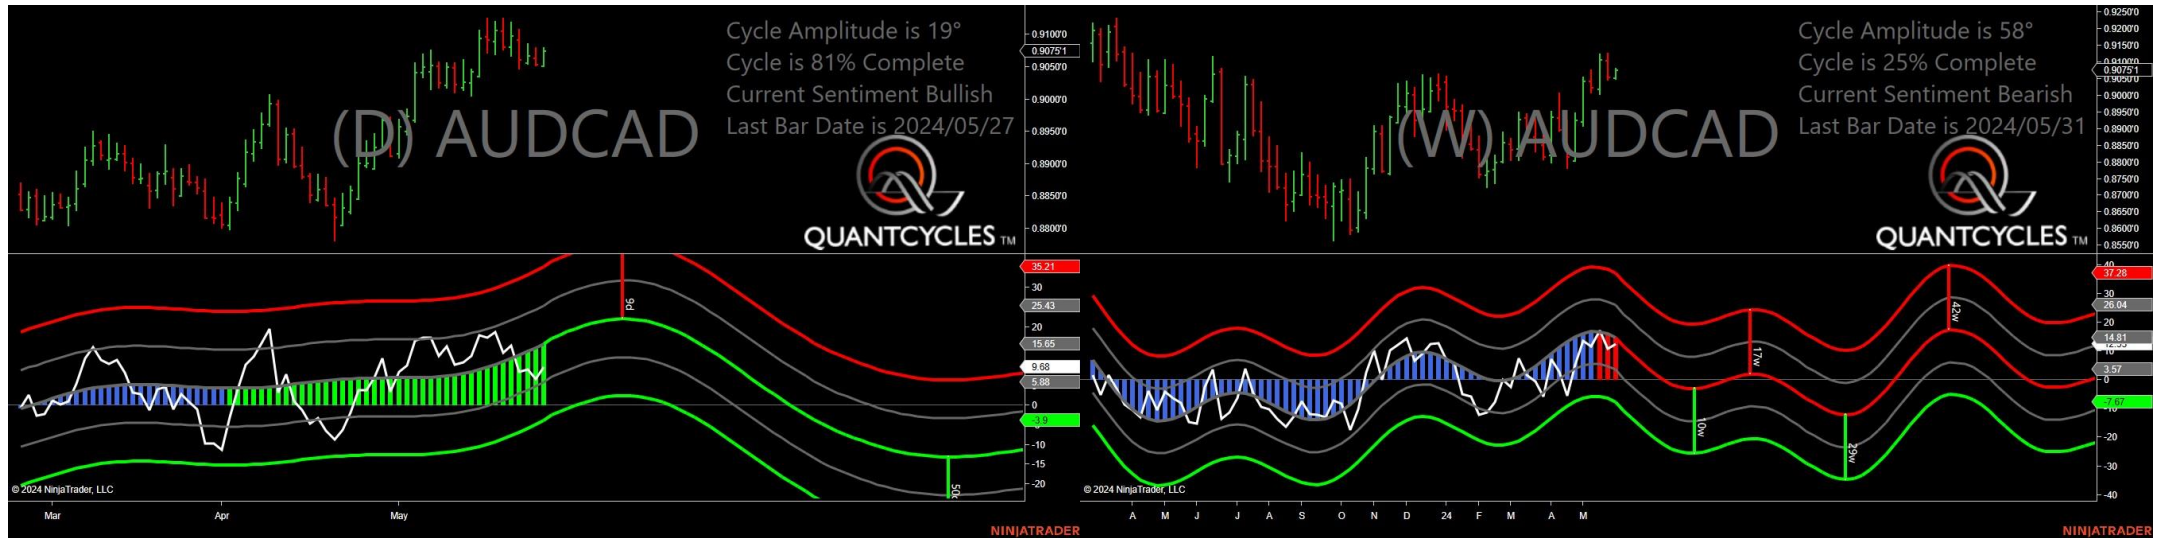 Cycle Amplitude is 19°
Cycle is 81% Complete
Current Sentiment Bullish
Last Bar Date is 2024/05/27
(D) AUDCAD
QUANTCYCLES TM
0.9100'0
0.9075'1
0.9050'0
0.9000'0
0.8950'0
0.8900'0
0.8850'0
0.8800'0
35.21
30
25.43
20
15.65
9.68
5.88
0
-3.9
-10
-15
-20
9d
© 2024 NinjaTrader, LLC
Mar
Apr
May
NINJATRADER
Cycle Amplitude is 58°
Cycle is 25% Complete
Current Sentiment Bearish
Last Bar Date is 2024/05/31
(W) AUDCAD
QUANTCYCLES TM
0.9250'0
0.9200'0
0.9150'0
0.9100'0
0.9075'1
0.9050'0
0.9000'0
0.8950'0
0.8900'0
0.8850'0
0.8800'0
0.8750'0
0.8700'0
0.8650'0
0.8600'0
0.8550'0
40
37.28
30
26.04
20
14.81
10
3.57
0
-7.67
-10
-20
-30
-40
17w
42w
10w
29w
© 2024 NinjaTrader, LLC
A M J J A S O N D 24 F M A M
NINJATRADER